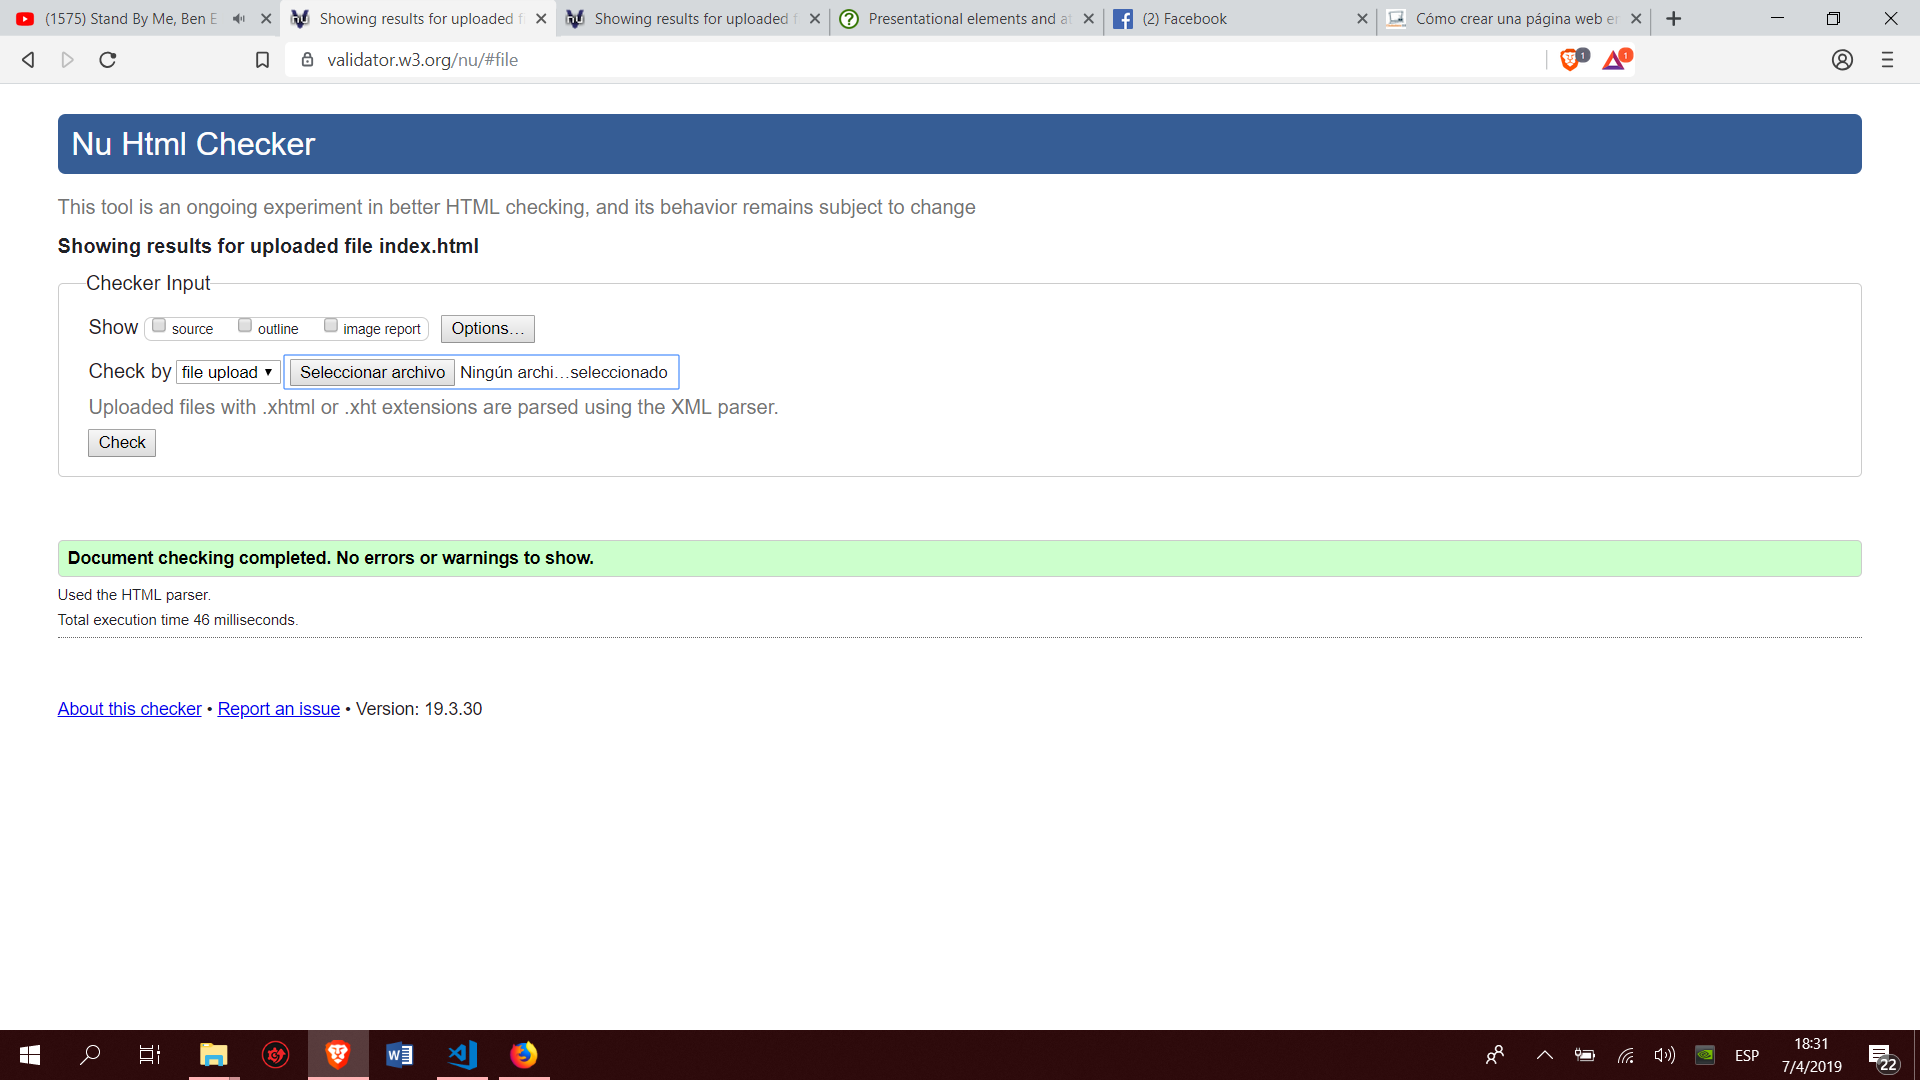 (1575) Stand By Me, Ben E
Showing results for uploaded f
Showing results for uploaded f
Presentational elements and at
(2) Facebook
Cómo crear una página web en
validator.w3.org/nu/#file
1
1
Nu Html Checker
This tool is an ongoing experiment in better HTML checking, and its behavior remains subject to change
Showing results for uploaded file index.html
Checker Input
Show source outline image report Options...
Check by file upload Seleccionar archivo Ningún archi...seleccionado
Uploaded files with .xhtml or .xht extensions are parsed using the XML parser.
Check
Document checking completed. No errors or warnings to show.
Used the HTML parser.
Total execution time 46 milliseconds.
About this checker • Report an issue • Version: 19.3.30
ESP
18:31
7/4/2019
22